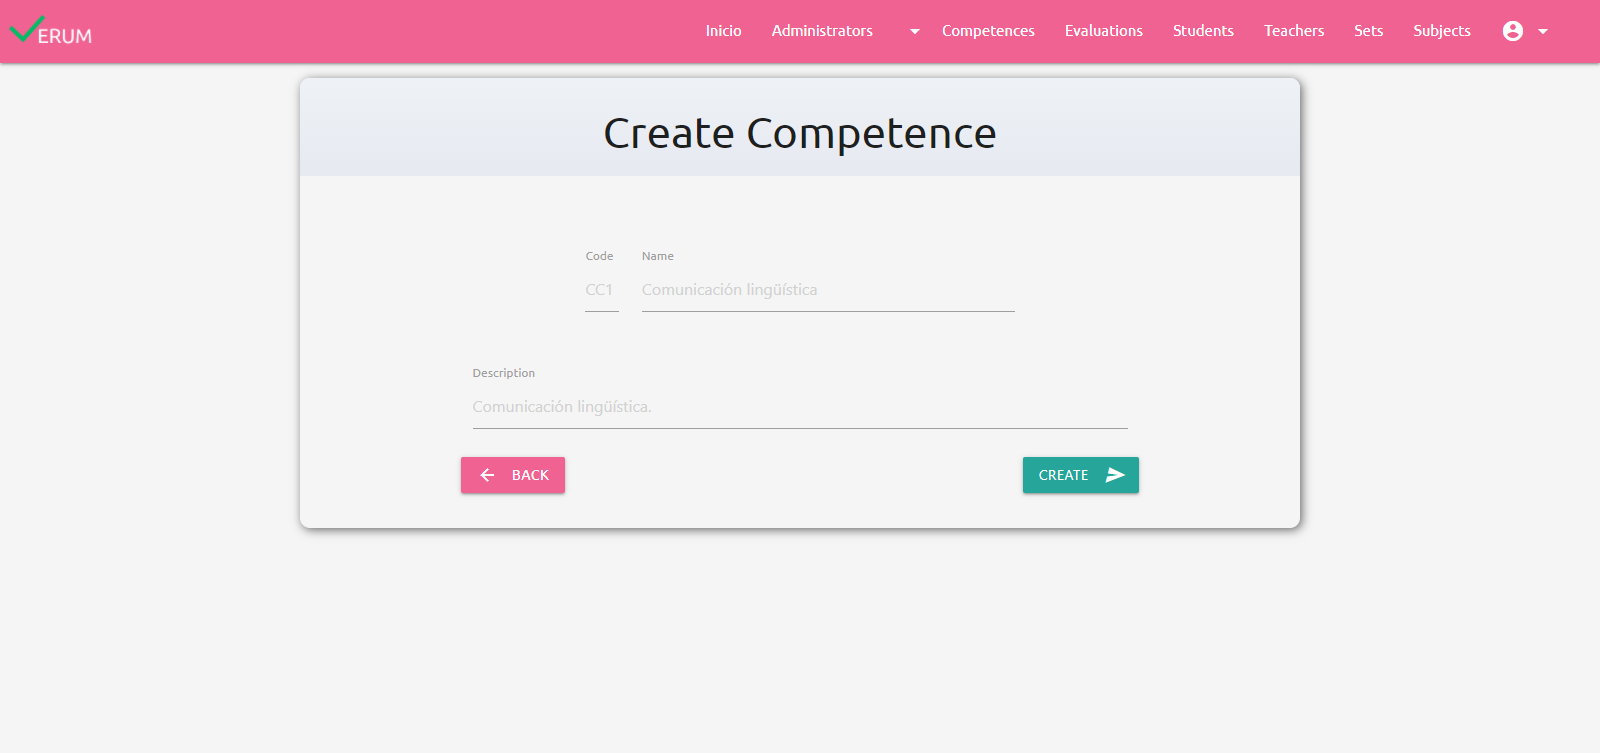 ERUM Inicio Administrators Competences Evaluations Students Teachers Sets Subjects
Create Competence
Code Name
CC1 Comunicación lingüística
Description
Comunicación lingüística.
BACK CREATE